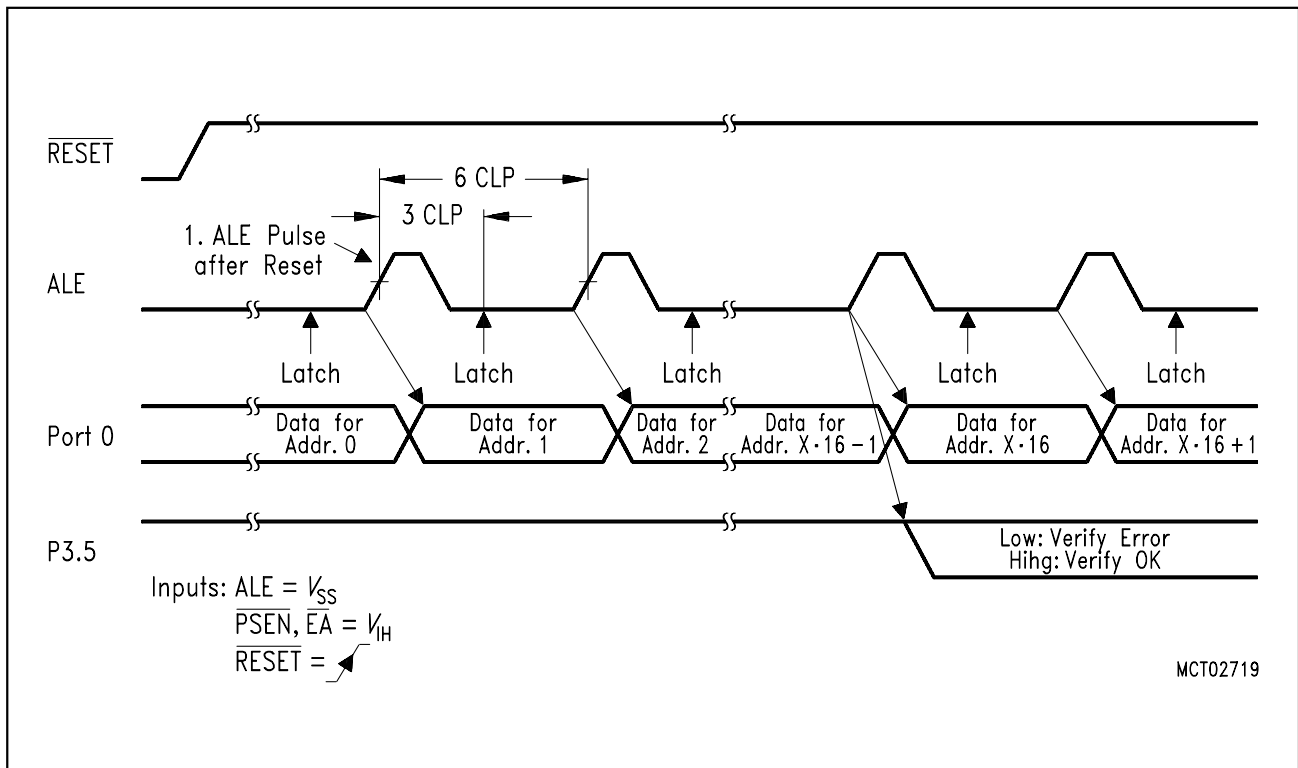 RESET
6 CLP
3 CLP
1. ALE Pulse
after Reset
ALE
Latch
Latch
Latch
Latch
Latch
Port 0
Data for
Addr. 0
Data for
Addr. 1
Data for
Addr. 2
Data for
Addr. X·16–1
Data for
Addr. X·16
Data for
Addr. X·16+1
P3.5
Low: Verify Error
Hihg: Verify OK
Inputs: ALE = VSS
PSEN, EA = VIH
RESET =
MCT02719